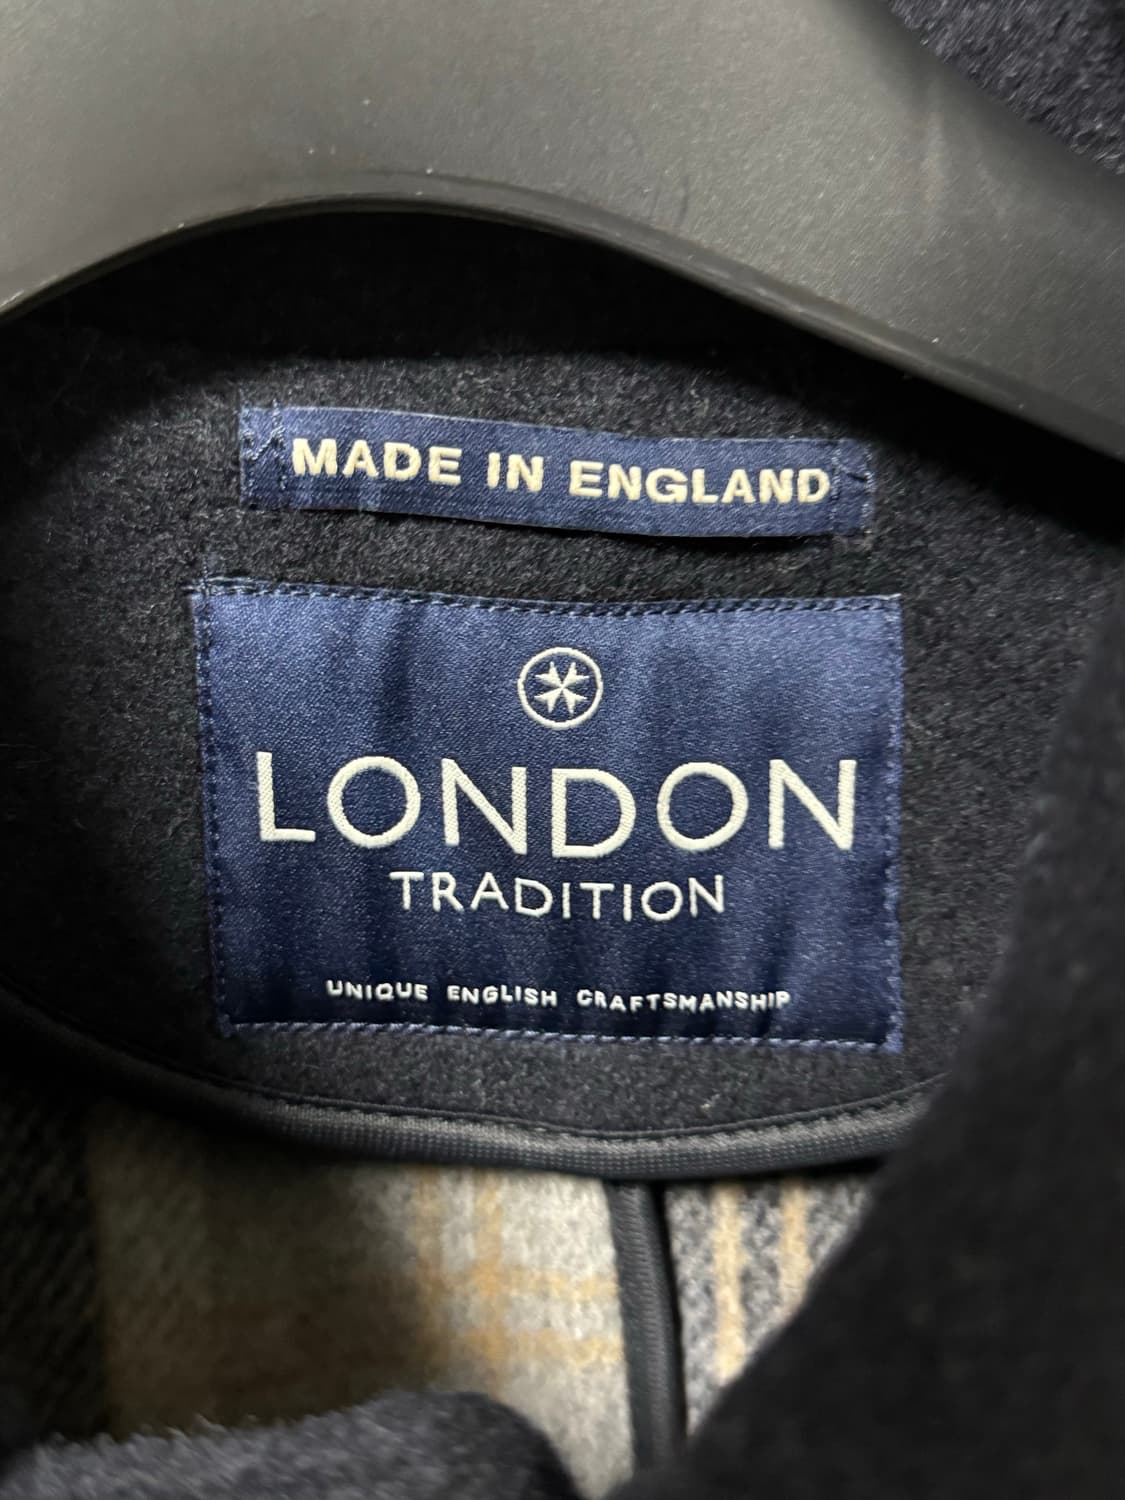 MADE IN ENGLAND
LONDON
TRADITION
UNIQUE ENGLISH CRAFTSMANSHIP